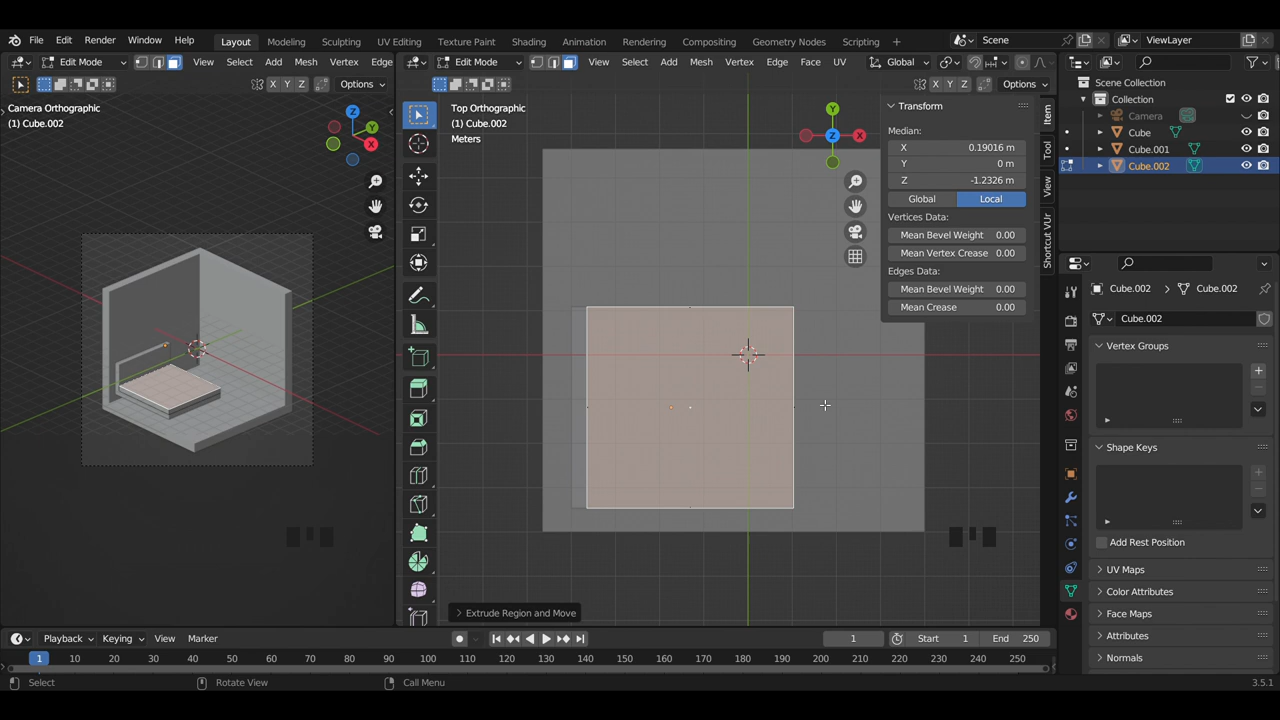 File Edit Render Window Help Layout Modeling Sculpting UV Editing Texture Paint Shading Animation Rendering Compositing Geometry Nodes Scripting + Scene ViewLayer
Edit Mode View Select Add Mesh Vertex Edge
Edit Mode View Select Add Mesh Vertex Edge Face UV Global
X Y Z Options
X Y Z Options
Camera Orthographic
(1) Cube.002
Z
Y
X
Top Orthographic
(1) Cube.002
Meters
Y
Z
X
Transform
Median:
X 0.19016 m
Y 0 m
Z -1.2326 m
Global Local
Vertices Data:
Mean Bevel Weight 0.00
Mean Vertex Crease 0.00
Edges Data:
Mean Bevel Weight 0.00
Mean Crease 0.00
Item
Tool
View
Shortcut VUr
Extrude Region and Move
Scene Collection
Collection
Camera
Cube
Cube.001
Cube.002
Cube.002 Cube.002
Cube.002
Vertex Groups
Shape Keys
Add Rest Position
UV Maps
Color Attributes
Face Maps
Attributes
Normals
Playback Keying View Marker 1 Start 1 End 250
1 10 20 30 40 50 60 70 80 90 100 110 120 130 140 150 160 170 180 190 200 210 220 230 240 250
Select Rotate View Call Menu 3.5.1